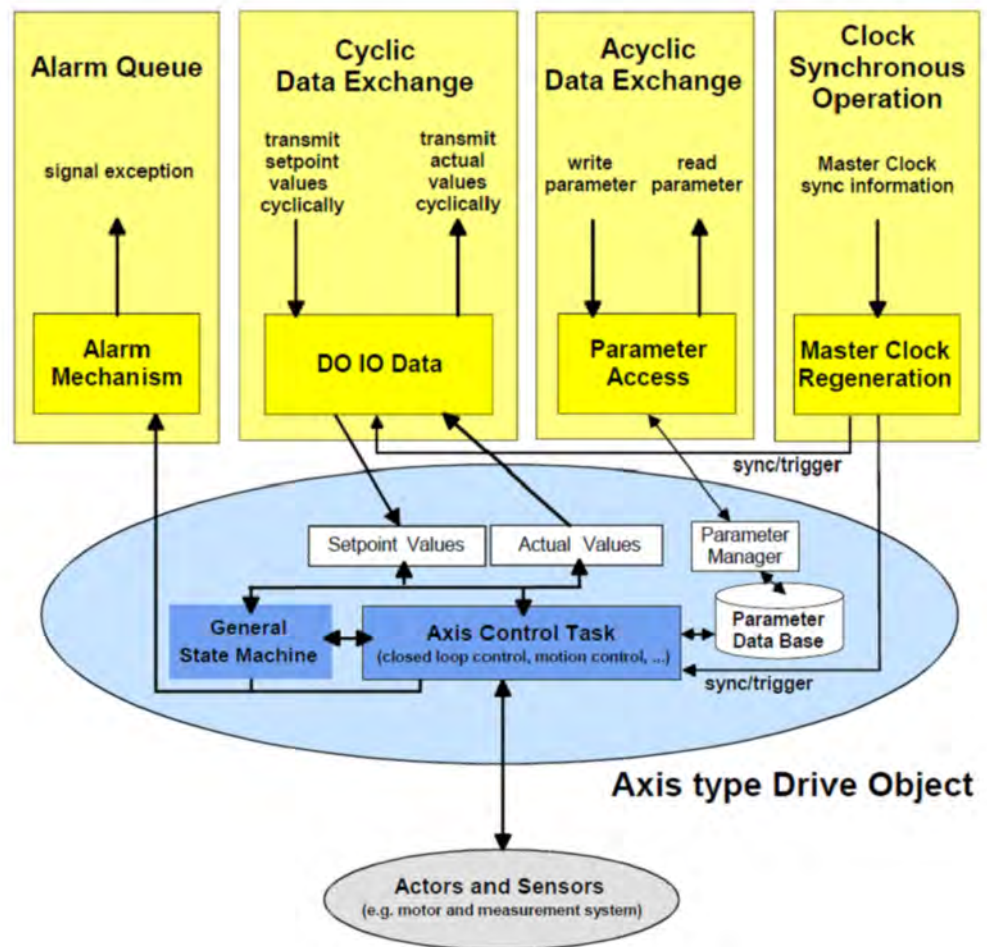 Alarm Queue
signal exception
Alarm
Mechanism
Cyclic
Data Exchange
transmit
setpoint
values
cyclically
transmit
actual
values
cyclically
DO IO Data
Acyclic
Data Exchange
write
parameter
read
parameter
Parameter
Access
Clock
Synchronous
Operation
Master Clock
sync information
Master Clock
Regeneration
sync/trigger
Setpoint Values
Actual Values
Parameter
Manager
General
State Machine
Axis Control Task
(closed loop control, motion control, ...)
Parameter
Data Base
sync/trigger
Axis type Drive Object
Actors and Sensors
(e.g. motor and measurement system)